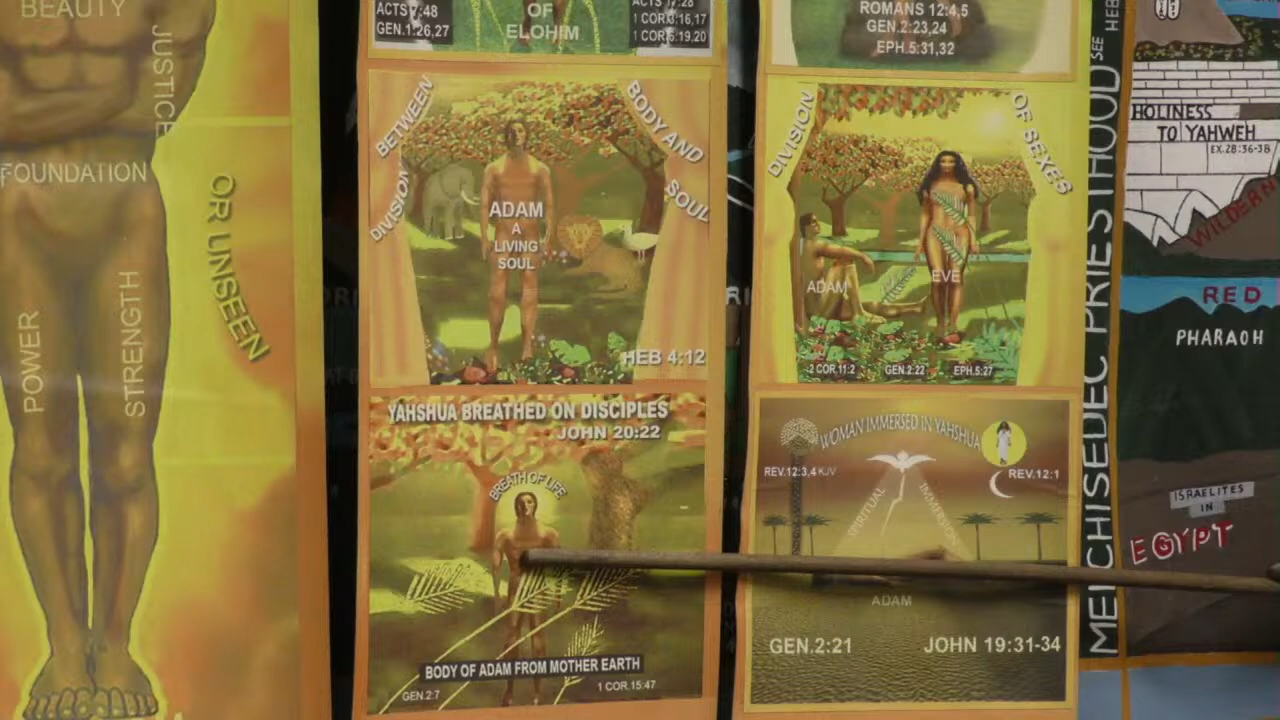 BEAUTY
JUSTICE
FOUNDATION
OR UNSEEN
POWER
STRENGTH
ACTS 7:48
GEN.1:26,27
OF
ELOHIM
1 COR.6:16,17
1 COR.6:19,20
DIVISION BETWEEN
BODY AND SOUL
ADAM
A
LIVING
SOUL
HEB 4:12
YAHSHUA BREATHED ON DISCIPLES
JOHN 20:22
BREATH OF LIFE
BODY OF ADAM FROM MOTHER EARTH
GEN.2:7
1 COR.15:47
ROMANS 12:4,5
GEN.2:23,24
EPH.5:31,32
DIVISION
OF SEXES
ADAM
EVE
2 COR.11:2
GEN.2:22
EPH.5:27
WOMAN IMMERSED IN YAHSHUA
REV.12:3,4 KJV
REV.12:1
SPIRITUAL
IMMERSION
ADAM
GEN.2:21
JOHN 19:31-34
MELCHISEDEC PRIESTHOOD SEE HEB
HOLINESS
TO YAHWEH
EX.28:36-38
WILDERN
RED
PHARAOH
ISRAELITES
IN
EGYPT